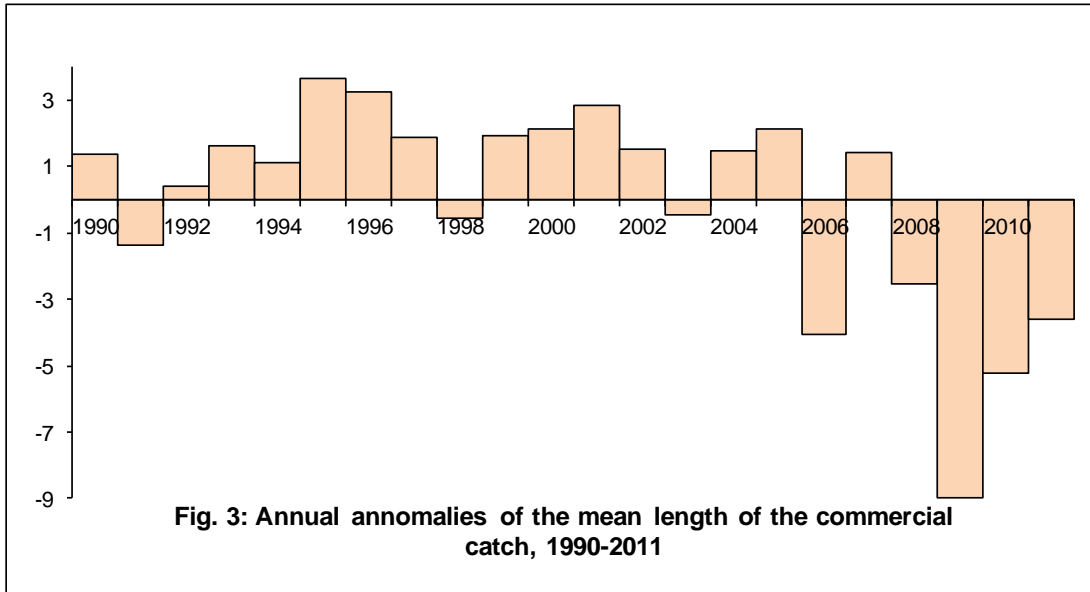 3
1
-1
-3
-5
-7
-9
1990 1992 1994 1996 1998 2000 2002 2004 2006 2008 2010
Fig. 3: Annual annomalies of the mean length of the commercial
catch, 1990-2011